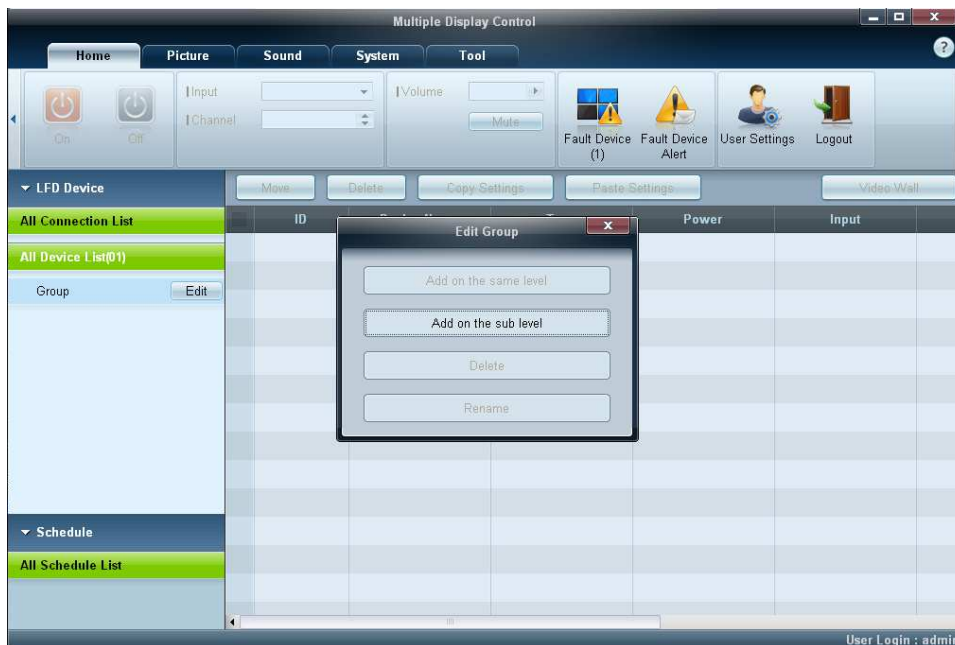 Multiple Display Control
Home Picture Sound System Tool
Input Volume
On Off Channel Mute
Fault Device (1) Fault Device Alert User Settings Logout
LFD Device Move Delete Copy Settings Paste Settings Video Wall
All Connection List ID Power Input
Edit Group
All Device List(01)
Group Edit
Add on the same level
Add on the sub level
Delete
Rename
Schedule
All Schedule List
User Login : admin